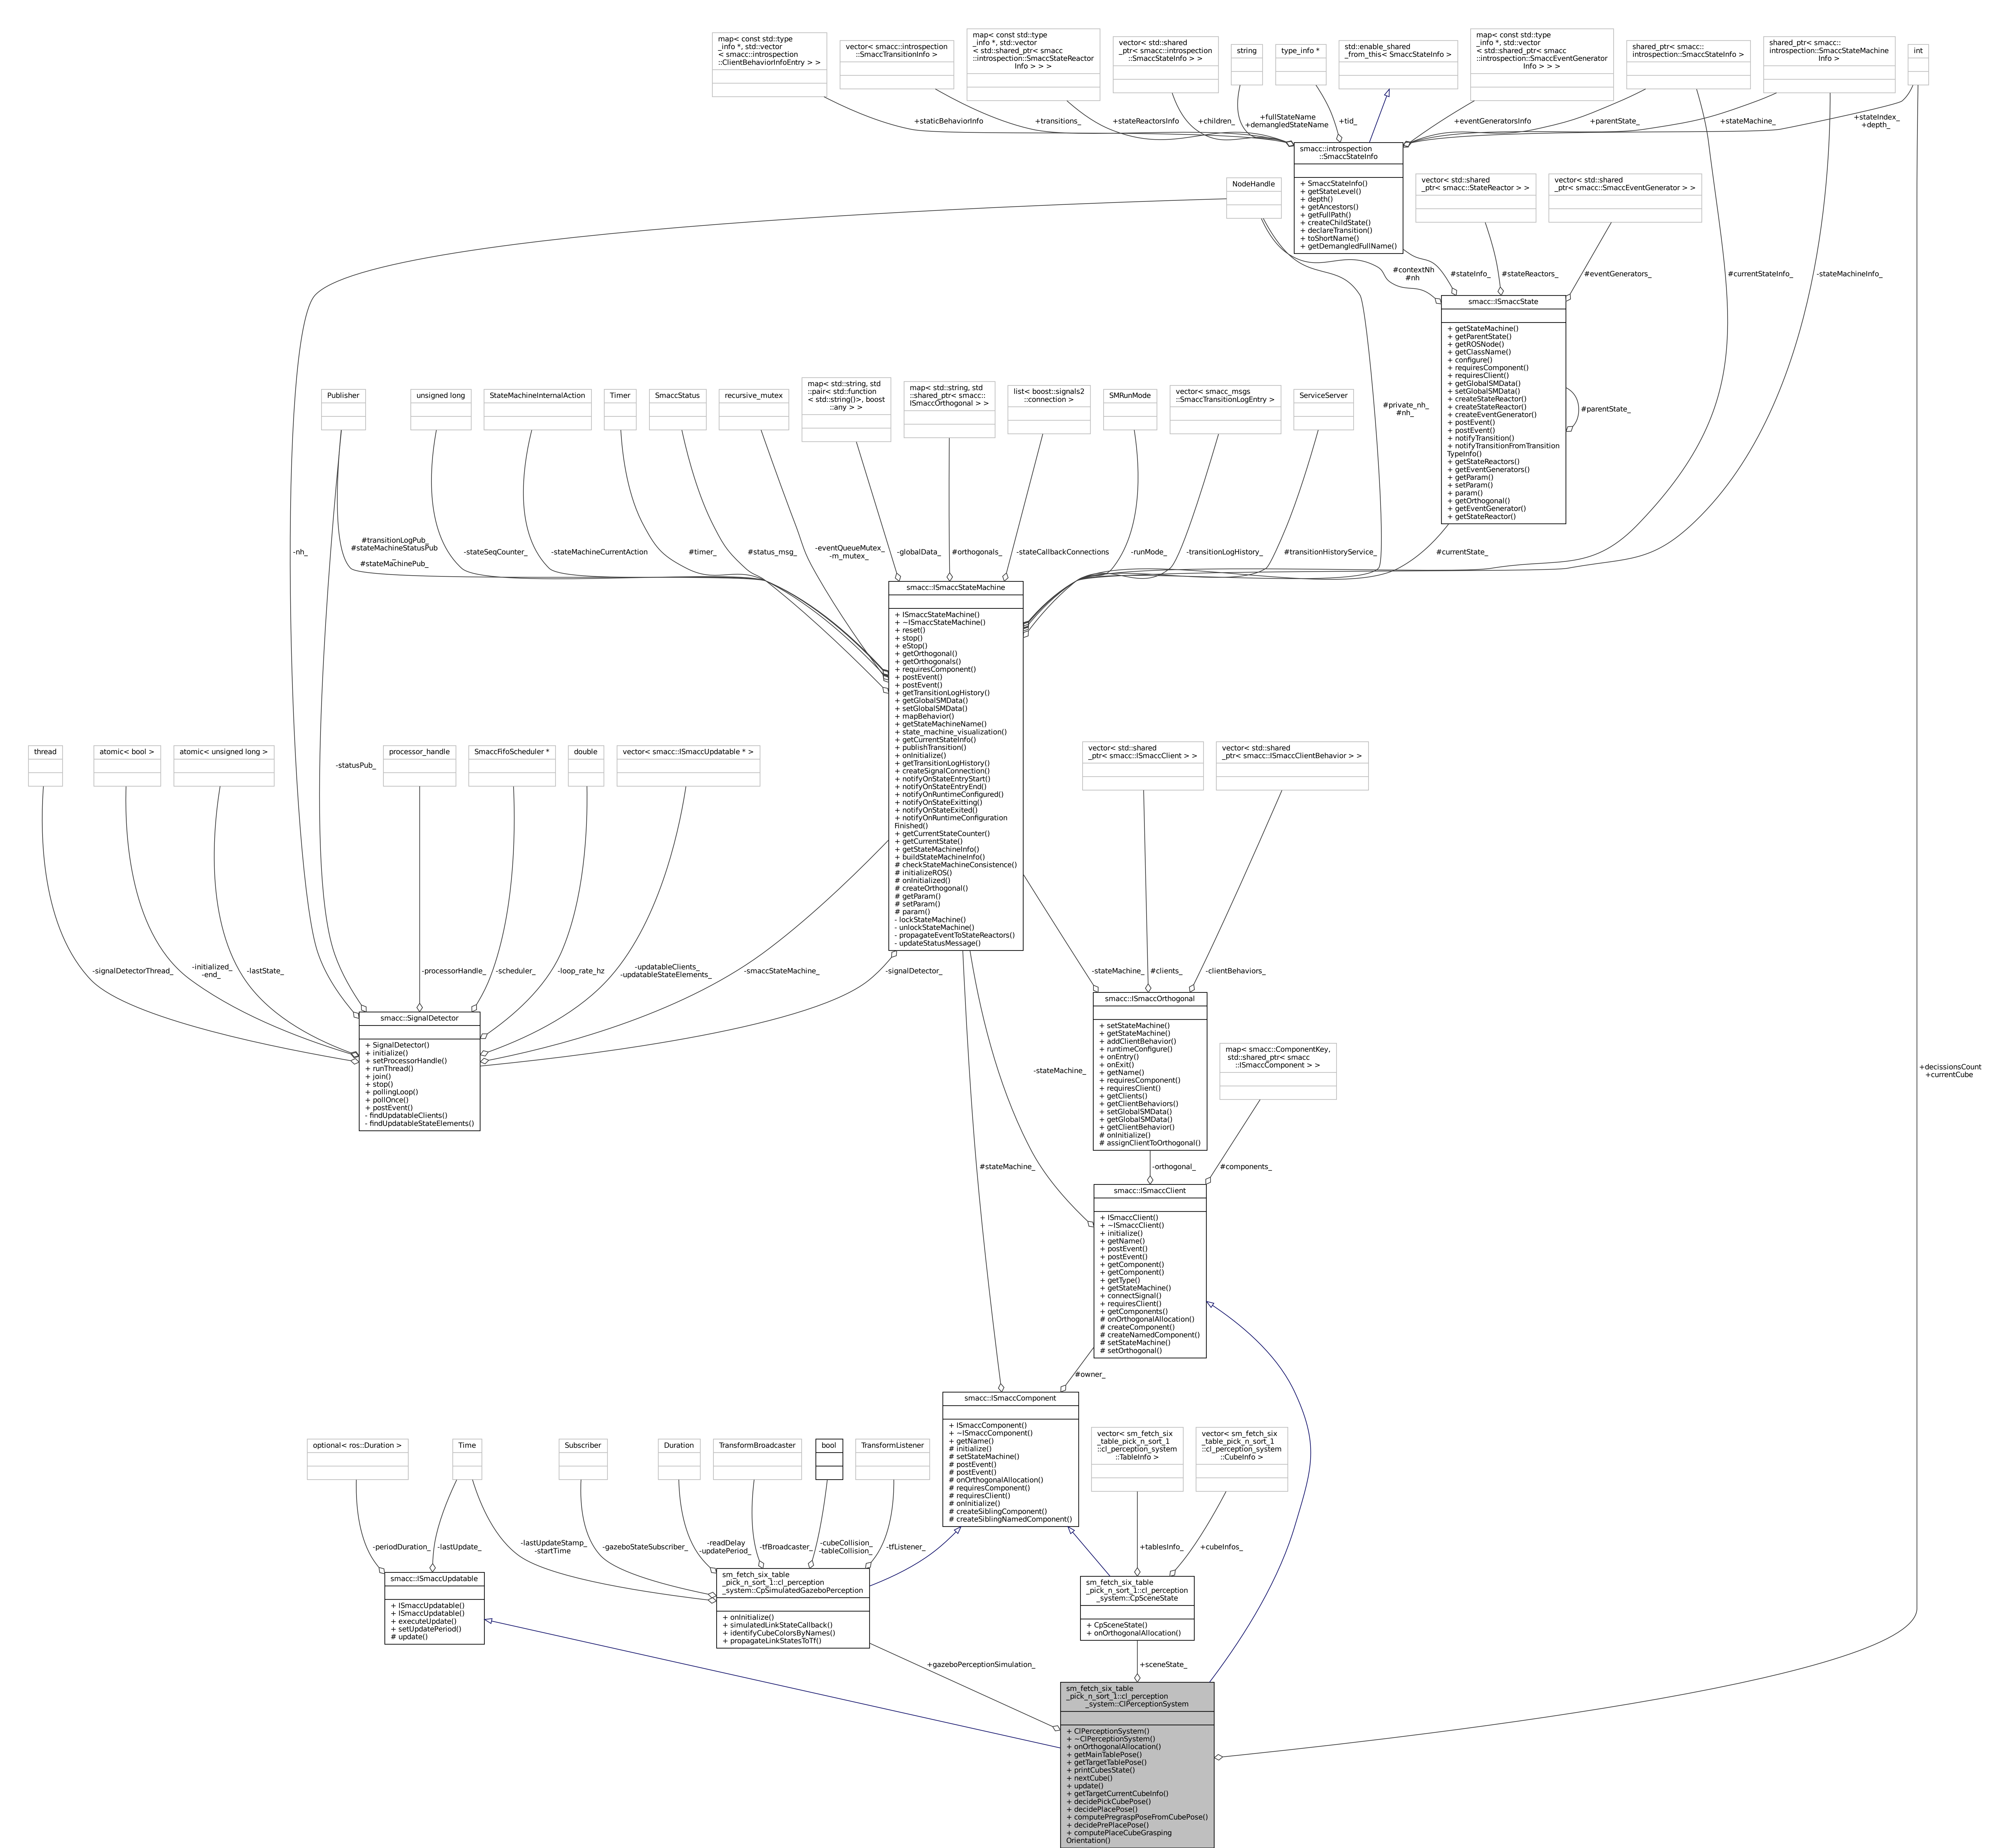 map< const std::type
_info *, std::vector
< smacc::introspection
::ClientBehaviorInfoEntry > >
vector< smacc::introspection
::SmaccTransitionInfo >
map< const std::type
_info *, std::vector
< std::shared_ptr< smacc
::introspection::SmaccStateReactor
Info > > >
vector< std::shared
_ptr< smacc::introspection
::SmaccStateInfo > >
string
type_info *
std::enable_shared
_from_this< SmaccStateInfo >
map< const std::type
_info *, std::vector
< std::shared_ptr< smacc
::introspection::SmaccEventGenerator
Info > > >
shared_ptr< smacc::
introspection::SmaccStateInfo >
shared_ptr< smacc::
introspection::SmaccStateMachine
Info >
int
+staticBehaviorInfo
+transitions_
+stateReactorsInfo
+children_
+fullStateName
+demangledStateName
+tid_
+eventGeneratorsInfo
+parentState_
+stateMachine_
+stateIndex_
+depth_
smacc::introspection
::SmaccStateInfo
+ SmaccStateInfo()
+ getStateLevel()
+ depth()
+ getAncestors()
+ getFullPath()
+ createChildState()
+ declareTransition()
+ toShortName()
+ getDemangledFullName()
NodeHandle
vector< std::shared
_ptr< smacc::StateReactor > >
vector< std::shared
_ptr< smacc::SmaccEventGenerator > >
#contextNh
#nh
#stateInfo_
#stateReactors_
#eventGenerators_
#currentStateInfo_
-stateMachineInfo_
smacc::ISmaccState
+ getStateMachine()
+ getParentState()
+ getROSNode()
+ getClassName()
+ configure()
+ requiresComponent()
+ requiresClient()
+ getGlobalSMData()
+ setGlobalSMData()
+ createStateReactor()
+ createStateReactor()
+ createEventGenerator()
+ postEvent()
+ postEvent()
+ notifyTransition()
+ notifyTransitionFromTransition
TypeInfo()
+ getStateReactors()
+ getEventGenerators()
+ getParam()
+ setParam()
+ param()
+ getOrthogonal()
+ getEventGenerator()
+ getStateReactor()
#parentState_
#private_nh_
#nh_
Publisher
unsigned long
StateMachineInternalAction
Timer
SmaccStatus
recursive_mutex
map< std::string, std
::pair< std::function
< std::string()>, boost
::any > >
map< std::string, std
::shared_ptr< smacc::
ISmaccOrthogonal > >
list< boost::signals2
::connection >
SMRunMode
vector< smacc_msgs
::SmaccTransitionLogEntry >
ServiceServer
-nh_
#transitionLogPub_
#stateMachineStatusPub
_
#stateMachinePub_
-stateSeqCounter_
-stateMachineCurrentAction
#timer_
#status_msg_
-eventQueueMutex_
-m_mutex_
-globalData_
#orthogonals_
-stateCallbackConnections
-runMode_
-transitionLogHistory_
#transitionHistoryService_
#currentState_
smacc::ISmaccStateMachine
+ ISmaccStateMachine()
+ ~ISmaccStateMachine()
+ reset()
+ stop()
+ eStop()
+ getOrthogonal()
+ getOrthogonals()
+ requiresComponent()
+ postEvent()
+ postEvent()
+ getTransitionLogHistory()
+ getGlobalSMData()
+ setGlobalSMData()
+ mapBehavior()
+ getStateMachineName()
+ state_machine_visualization()
+ getCurrentStateInfo()
+ publishTransition()
+ onInitialize()
+ getTransitionLogHistory()
+ createSignalConnection()
+ notifyOnStateEntryStart()
+ notifyOnStateEntryEnd()
+ notifyOnRuntimeConfigured()
+ notifyOnStateExitting()
+ notifyOnStateExited()
+ notifyOnRuntimeConfiguration
Finished()
+ getCurrentStateCounter()
+ getCurrentState()
+ getStateMachineInfo()
+ buildStateMachineInfo()
# checkStateMachineConsistence()
# initializeROS()
# onInitialized()
# createOrthogonal()
# getParam()
# setParam()
# param()
- lockStateMachine()
- unlockStateMachine()
- propagateEventToStateReactors()
- updateStatusMessage()
thread
atomic< bool >
atomic< unsigned long >
-statusPub_
processor_handle
SmaccFifoScheduler *
double
vector< smacc::ISmaccUpdatable * >
vector< std::shared
_ptr< smacc::ISmaccClient > >
vector< std::shared
_ptr< smacc::ISmaccClientBehavior > >
-signalDetectorThread_
-initialized_
-end_
-lastState_
-processorHandle_
-scheduler_
-loop_rate_hz
-updatableClients_
-updatableStateElements_
-smaccStateMachine_
-signalDetector_
-stateMachine_
#clients_
-clientBehaviors_
smacc::SignalDetector
+ SignalDetector()
+ initialize()
+ setProcessorHandle()
+ runThread()
+ join()
+ stop()
+ pollingLoop()
+ pollOnce()
+ postEvent()
- findUpdatableClients()
- findUpdatableStateElements()
smacc::ISmaccOrthogonal
+ setStateMachine()
+ getStateMachine()
+ addClientBehavior()
+ runtimeConfigure()
+ onEntry()
+ onExit()
+ getName()
+ requiresComponent()
+ requiresClient()
+ getClients()
+ getClientBehaviors()
+ setGlobalSMData()
+ getGlobalSMData()
+ getClientBehavior()
# onInitialize()
# assignClientToOrthogonal()
map< smacc::ComponentKey,
std::shared_ptr< smacc
::ISmaccComponent > >
-stateMachine_
+decissionsCount
+currentCube
#stateMachine_
-orthogonal_
#components_
smacc::ISmaccClient
+ ISmaccClient()
+ ~ISmaccClient()
+ initialize()
+ getName()
+ postEvent()
+ postEvent()
+ getComponent()
+ getComponent()
+ getType()
+ getStateMachine()
+ connectSignal()
+ requiresClient()
+ getComponents()
# onOrthogonalAllocation()
# createComponent()
# createNamedComponent()
# setStateMachine()
# setOrthogonal()
#owner_
smacc::ISmaccComponent
+ ISmaccComponent()
+ ~ISmaccComponent()
+ getName()
# initialize()
# setStateMachine()
# postEvent()
# postEvent()
# onOrthogonalAllocation()
# requiresComponent()
# requiresClient()
# onInitialize()
# createSiblingComponent()
# createSiblingNamedComponent()
optional< ros::Duration >
Time
Subscriber
Duration
TransformBroadcaster
bool
TransformListener
vector< sm_fetch_six
_table_pick_n_sort_1
::cl_perception_system
::TableInfo >
vector< sm_fetch_six
_table_pick_n_sort_1
::cl_perception_system
::CubeInfo >
-periodDuration_
-lastUpdate_
-lastUpdateStamp_
-startTime
-gazeboStateSubscriber_
-readDelay
-updatePeriod_
-tfBroadcaster_
-cubeCollision_
-tableCollision_
-tfListener_
+tablesInfo_
+cubeInfos_
smacc::ISmaccUpdatable
+ ISmaccUpdatable()
+ ISmaccUpdatable()
+ executeUpdate()
+ setUpdatePeriod()
# update()
sm_fetch_six_table
_pick_n_sort_1::cl_perception
_system::CpSimulatedGazeboPerception
+ onInitialize()
+ simulatedLinkStateCallback()
+ identifyCubeColorsByNames()
+ propagateLinkStatesToTf()
sm_fetch_six_table
_pick_n_sort_1::cl_perception
_system::CpSceneState
+ CpSceneState()
+ onOrthogonalAllocation()
+gazeboPerceptionSimulation_
+sceneState_
sm_fetch_six_table
_pick_n_sort_1::cl_perception
_system::ClPerceptionSystem
+ ClPerceptionSystem()
+ ~ClPerceptionSystem()
+ onOrthogonalAllocation()
+ getMainTablePose()
+ getTargetTablePose()
+ printCubesState()
+ nextCube()
+ update()
+ getTargetCurrentCubeInfo()
+ decidePickCubePose()
+ decidePlacePose()
+ computePregraspPoseFromCubePose()
+ decidePrePlacePose()
+ computePlaceCubeGrasping
Orientation()